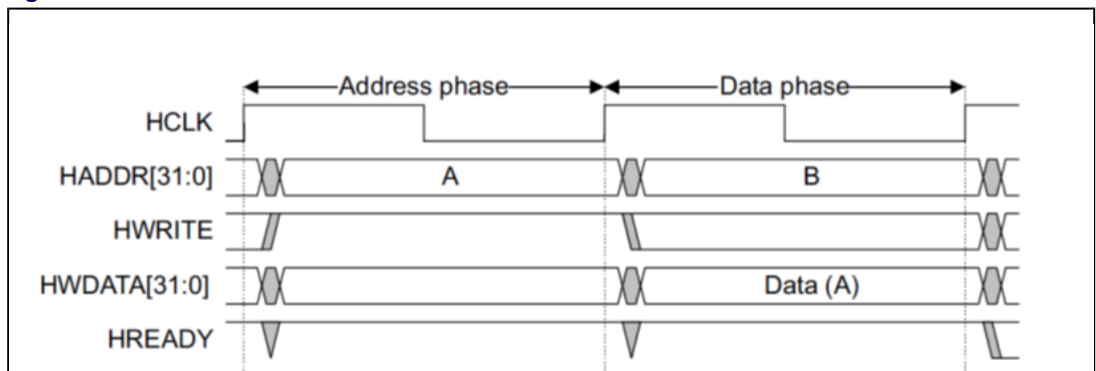 Address phase Data phase
HCLK
HADDR[31:0] A B
HWRITE
HWDATA[31:0] Data (A)
HREADY